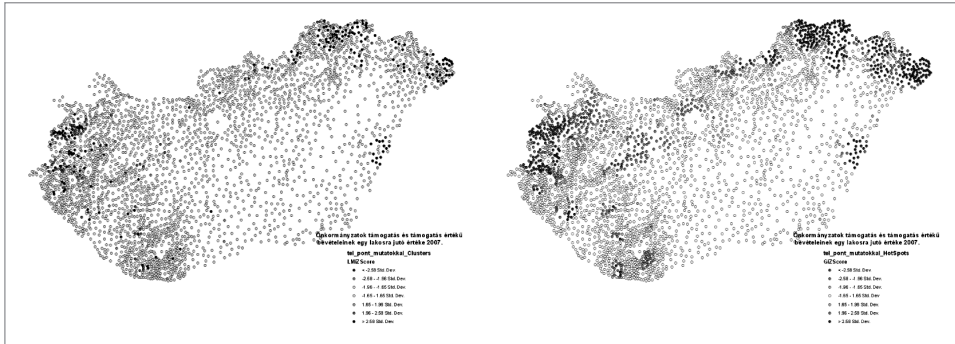 Önkormányzatok támogatás és támogatás értékű
bevételeinek egy lakosra jutó értéke 2007.
tel_pont_mutatokkal_Clusters
LMiZScore
< -2.58 Std. Dev.
-2.58 - -1.96 Std. Dev.
-1.96 - -1.65 Std. Dev.
-1.65 - 1.65 Std. Dev.
1.65 - 1.96 Std. Dev.
1.96 - 2.58 Std. Dev.
> 2.58 Std. Dev.
Önkormányzatok támogatás és támogatás értékű
bevételeinek egy lakosra jutó értéke 2007.
tel_pont_mutatokkal_HotSpots
GiZScore
< -2.58 Std. Dev.
-2.58 - -1.96 Std. Dev.
-1.96 - -1.65 Std. Dev.
-1.65 - 1.65 Std. Dev.
1.65 - 1.96 Std. Dev.
1.96 - 2.58 Std. Dev.
> 2.58 Std. Dev.